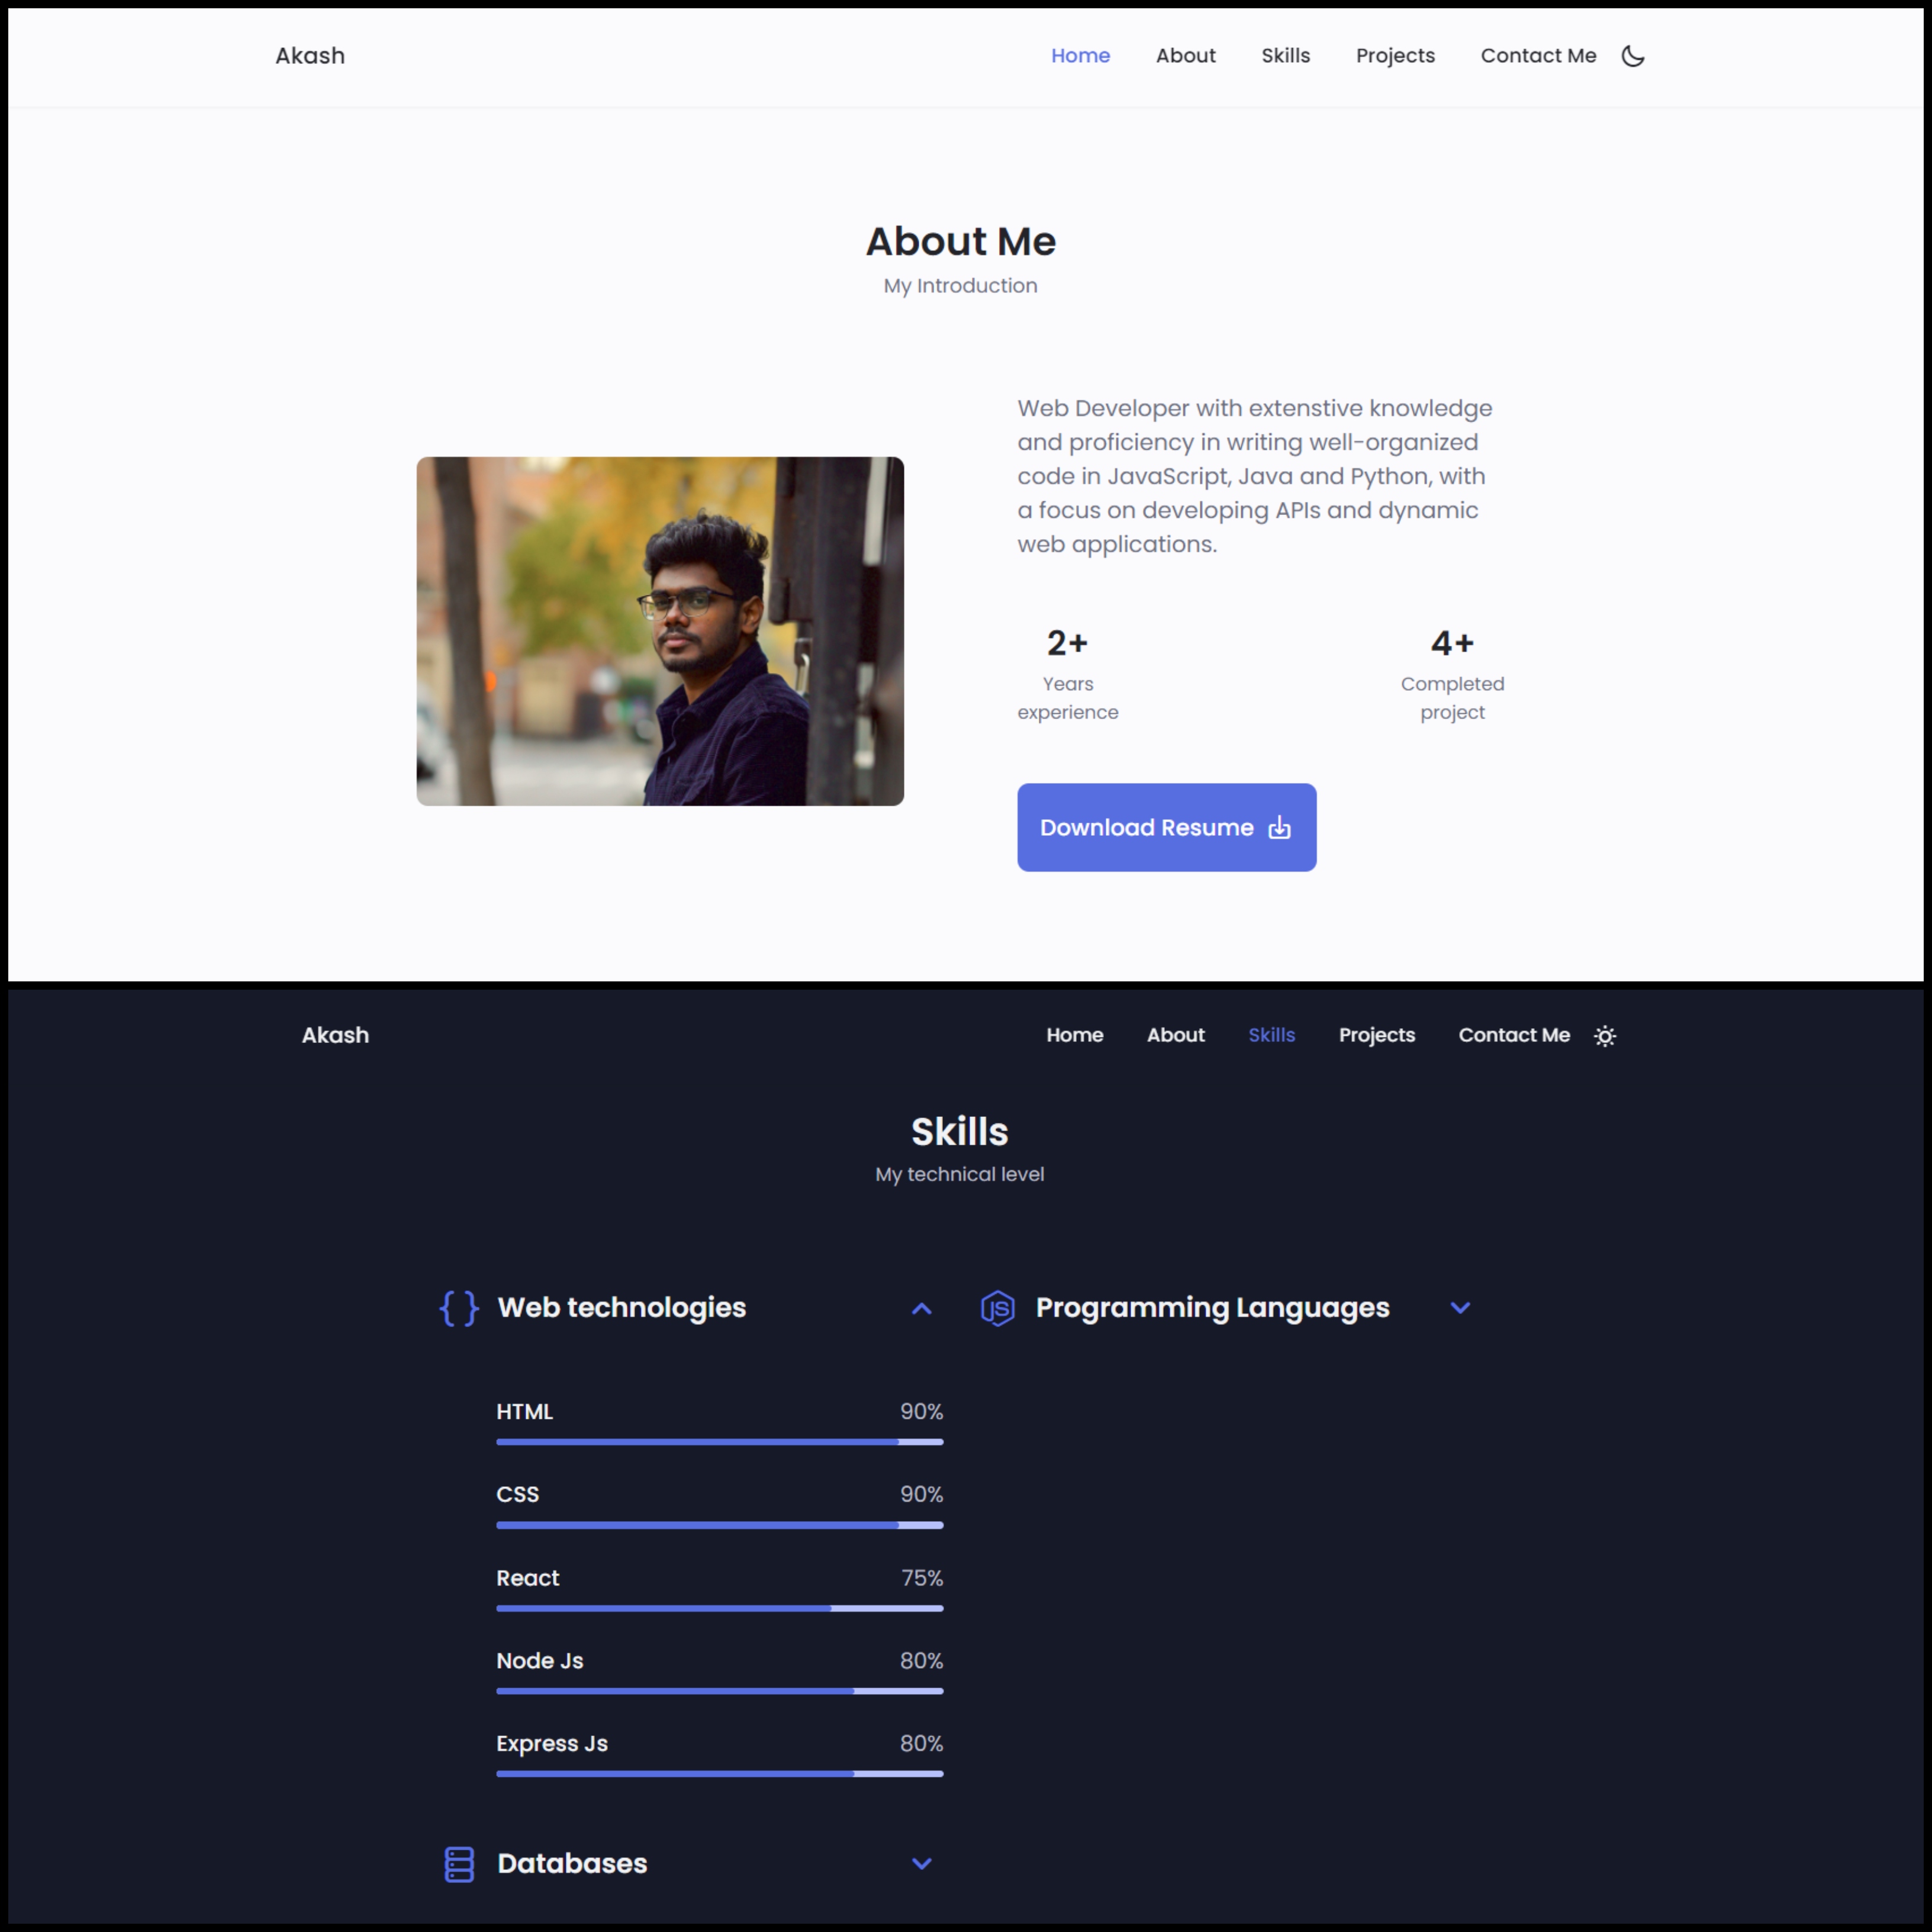 Akash
Home About Skills Projects Contact Me
About Me
My Introduction
Web Developer with extenstive knowledge
and proficiency in writing well-organized
code in JavaScript, Java and Python, with
a focus on developing APIs and dynamic
web applications.
2+
Years
experience
4+
Completed
project
Download Resume
Akash
Home About Skills Projects Contact Me
Skills
My technical level
Web technologies
HTML 90%
CSS 90%
React 75%
Node Js 80%
Express Js 80%
Databases
JS
Programming Languages